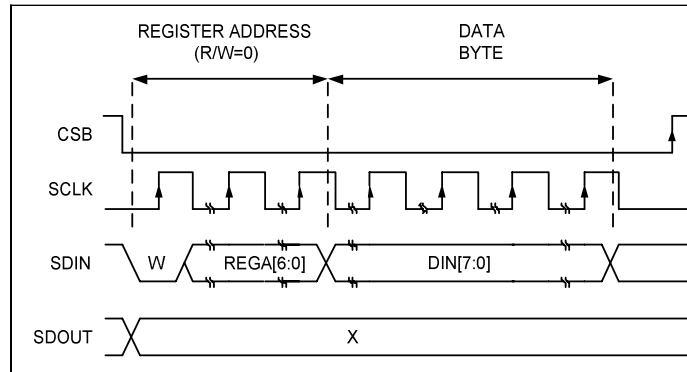 REGISTER ADDRESS
(R/W=0)
DATA
BYTE
CSB
SCLK
SDIN
W
REGA[6:0]
DIN[7:0]
SDOUT
X